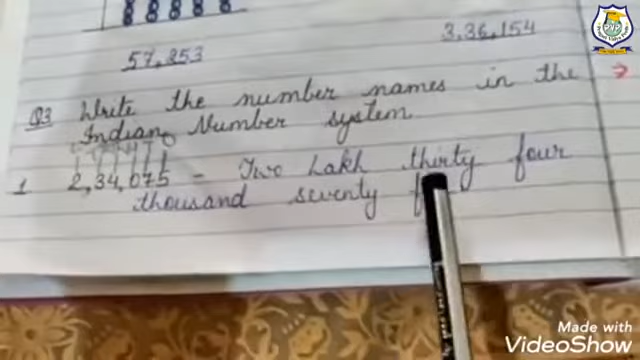 57,853
3,36,154
Q3 Write the number names in the
Indian Number system
1 2,34,075 - Two Lakh thirty four
thousand seventy
Made with
VideoShow